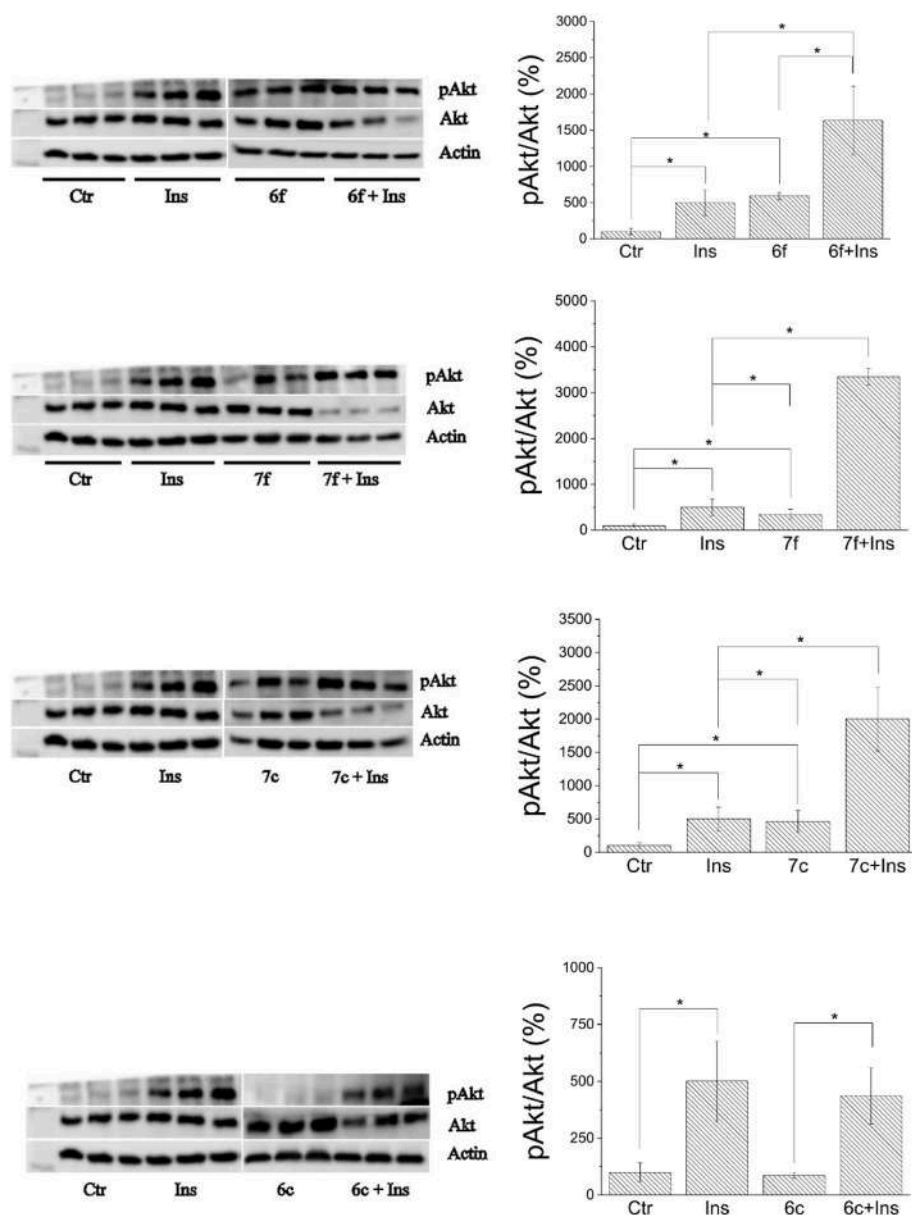 pAkt
Akt
Actin
Ctr Ins 6f 6f + Ins
pAkt/Akt (%)
3000
2500
2000
1500
1000
500
0
* * * *
Ctr Ins 6f 6f+Ins
pAkt
Akt
Actin
Ctr Ins 7f 7f + Ins
pAkt/Akt (%)
5000
4000
3000
2000
1000
0
* * * *
Ctr Ins 7f 7f+Ins
pAkt
Akt
Actin
Ctr Ins 7c 7c + Ins
pAkt/Akt (%)
3500
3000
2500
2000
1500
1000
500
0
* * * *
Ctr Ins 7c 7c+Ins
pAkt
Akt
Actin
Ctr Ins 6c 6c + Ins
pAkt/Akt (%)
1000
750
500
250
0
* *
Ctr Ins 6c 6c+Ins